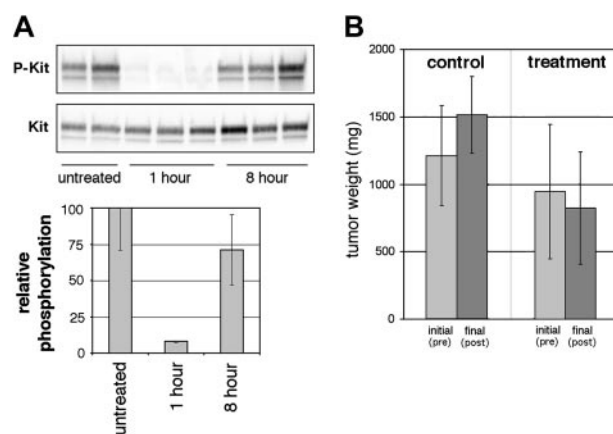 A
P-Kit
Kit
untreated
1 hour
8 hour
relative
phosphorylation
100
75
50
25
0
untreated
1 hour
8 hour
B
control
treatment
tumor weight (mg)
2000
1500
1000
500
0
initial
(pre)
final
(post)
initial
(pre)
final
(post)